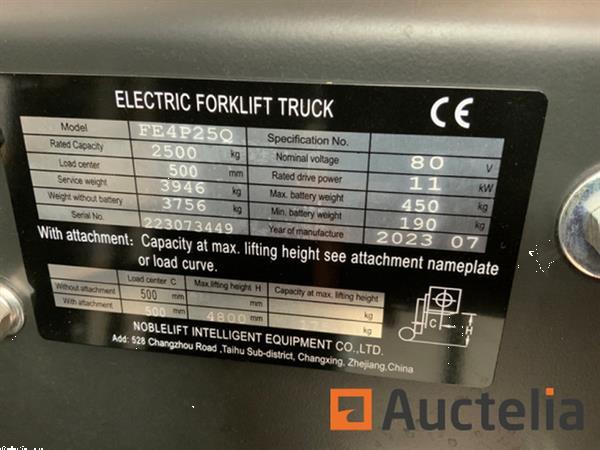 ELECTRIC FORKLIFT TRUCK CE
Model FE4P25Q Specification No.
Rated Capacity 2500 kg Nominal voltage 80 V
Load center 500 mm Rated drive power 11 kW
Service weight 3946 kg Max. battery weight 450 kg
Weight without battery 3756 kg Min. battery weight 190 kg
Serial No. 223073449 Year of manufacture 2023 07
With attachment: Capacity at max. lifting height see attachment nameplate
or load curve.
Load center C Max.lifting height H Capacity at max. lifting height
Without attachment 500 mm mm kg
With attachment 500 mm 4800 mm kg
C H
NOBLELIFT INTELLIGENT EQUIPMENT CO.,LTD.
Add: 528 Changzhou Road ,Taihu Sub-district, Changxing, Zhejiang,China
Auctelia